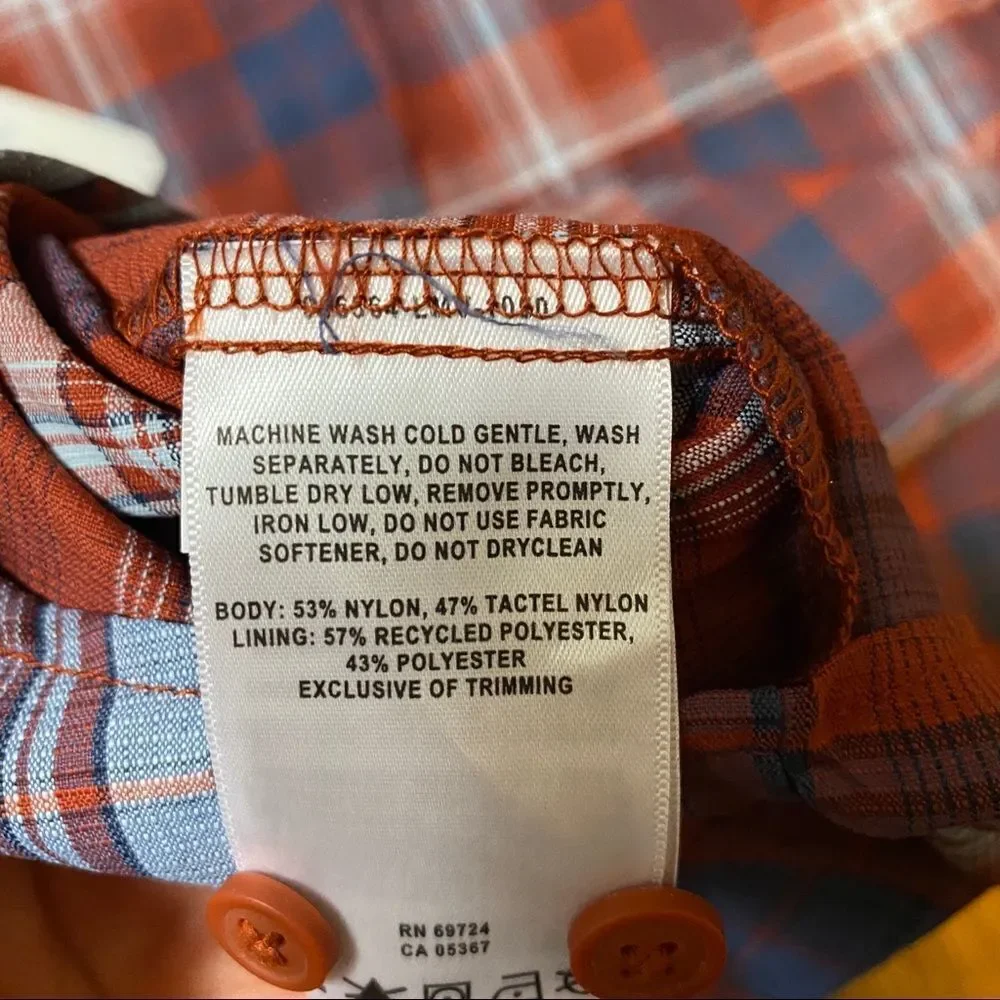 MACHINE WASH COLD GENTLE, WASH
SEPARATELY, DO NOT BLEACH,
TUMBLE DRY LOW, REMOVE PROMPTLY,
IRON LOW, DO NOT USE FABRIC
SOFTENER, DO NOT DRYCLEAN
BODY: 53% NYLON, 47% TACTEL NYLON
LINING: 57% RECYCLED POLYESTER,
43% POLYESTER
EXCLUSIVE OF TRIMMING
RN 69724
CA 05367